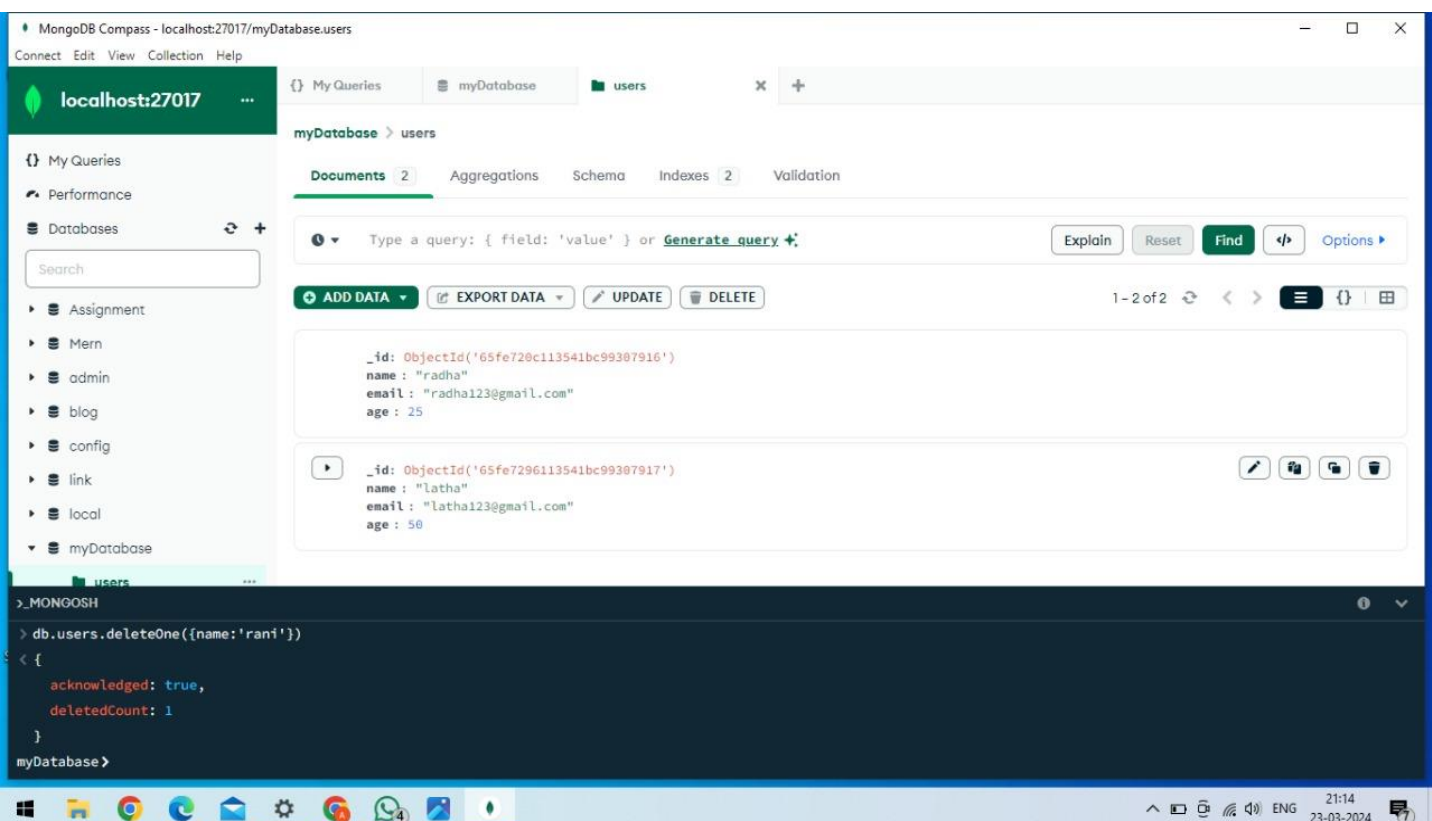 MongoDB Compass - localhost:27017/myDatabase.users
Connect Edit View Collection Help
localhost:27017 ...
{} My Queries
Performance
Databases
Search
Assignment
Mern
admin
blog
config
link
local
myDatabase
users ...
{} My Queries myDatabase users
myDatabase > users
Documents 2 Aggregations Schema Indexes 2 Validation
Type a query: { field: 'value' } or Generate query
Explain Reset Find </> Options
ADD DATA EXPORT DATA UPDATE DELETE
1 – 2 of 2 {}
_id: ObjectId('65fe720c113541bc99307916')
name : "radha"
email : "radha123@gmail.com"
age : 25
_id: ObjectId('65fe7296113541bc99307917')
name : "latha"
email : "latha123@gmail.com"
age : 50
>_MONGOSH
> db.users.deleteOne({name:'rani'})
< {
acknowledged: true,
deletedCount: 1
}
myDatabase>
4
ENG
21:14
23-03-2024
7